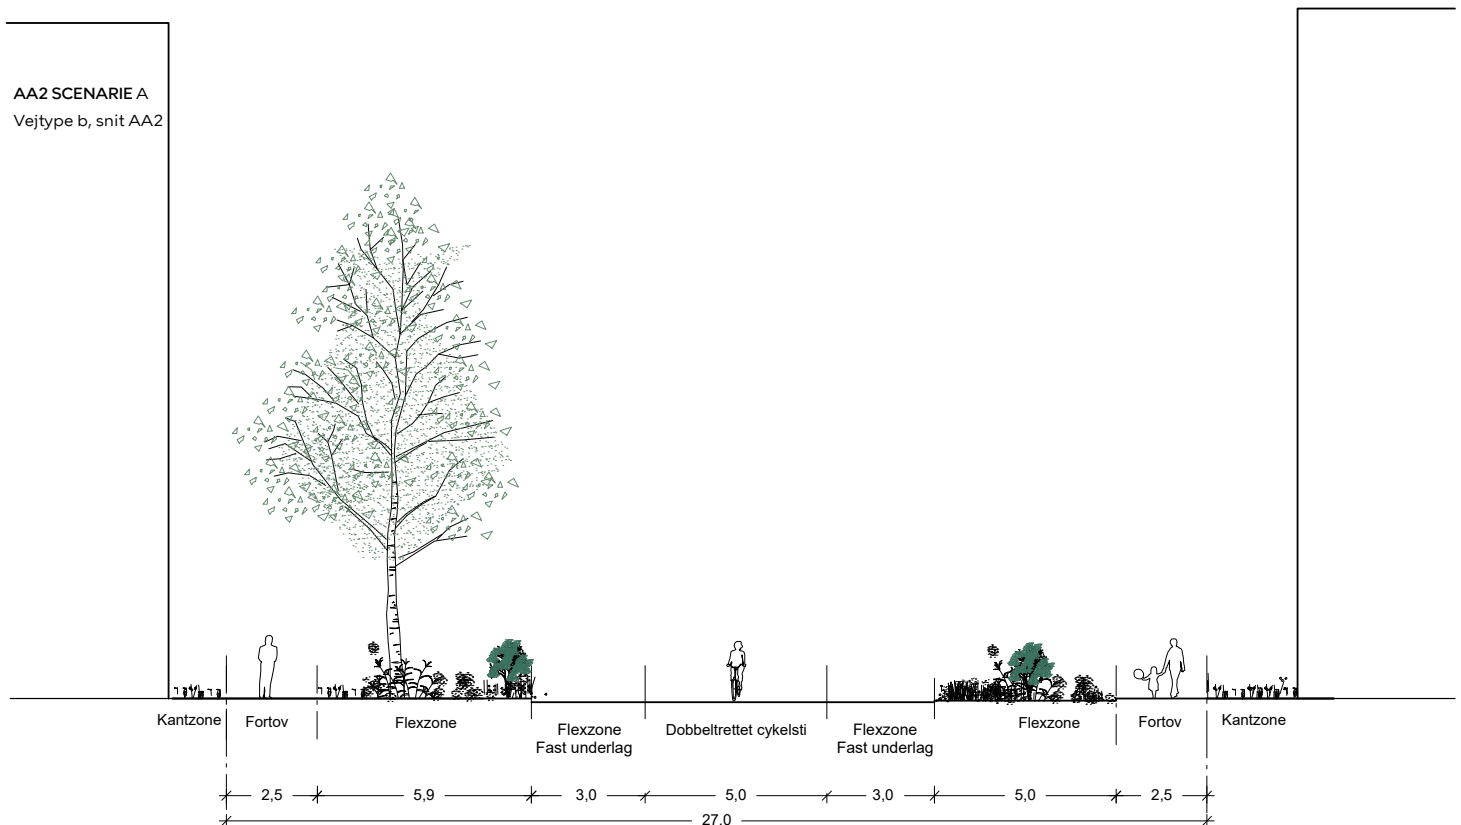 AA2 SCENARIE A
Vejtype b, snit AA2
Kantzone
Fortov
Flexzone
Flexzone
Fast underlag
Dobbeltrettet cykelsti
Flexzone
Fast underlag
Flexzone
Fortov
Kantzone
2,5
5,9
3,0
5,0
3,0
5,0
2,5
27,0